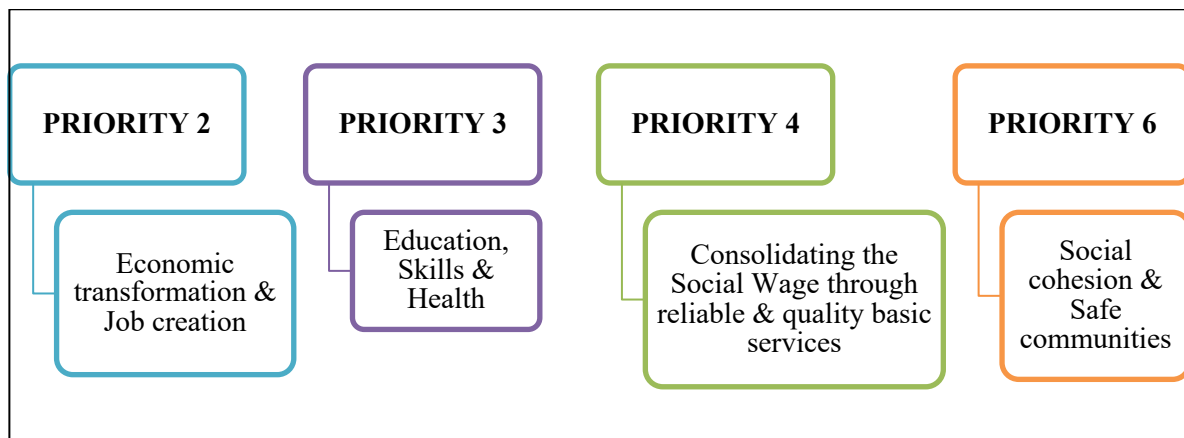 PRIORITY 2
Economic
transformation &
Job creation
PRIORITY 3
Education,
Skills &
Health
PRIORITY 4
Consolidating the
Social Wage through
reliable & quality basic
services
PRIORITY 6
Social
cohesion &
Safe
communities